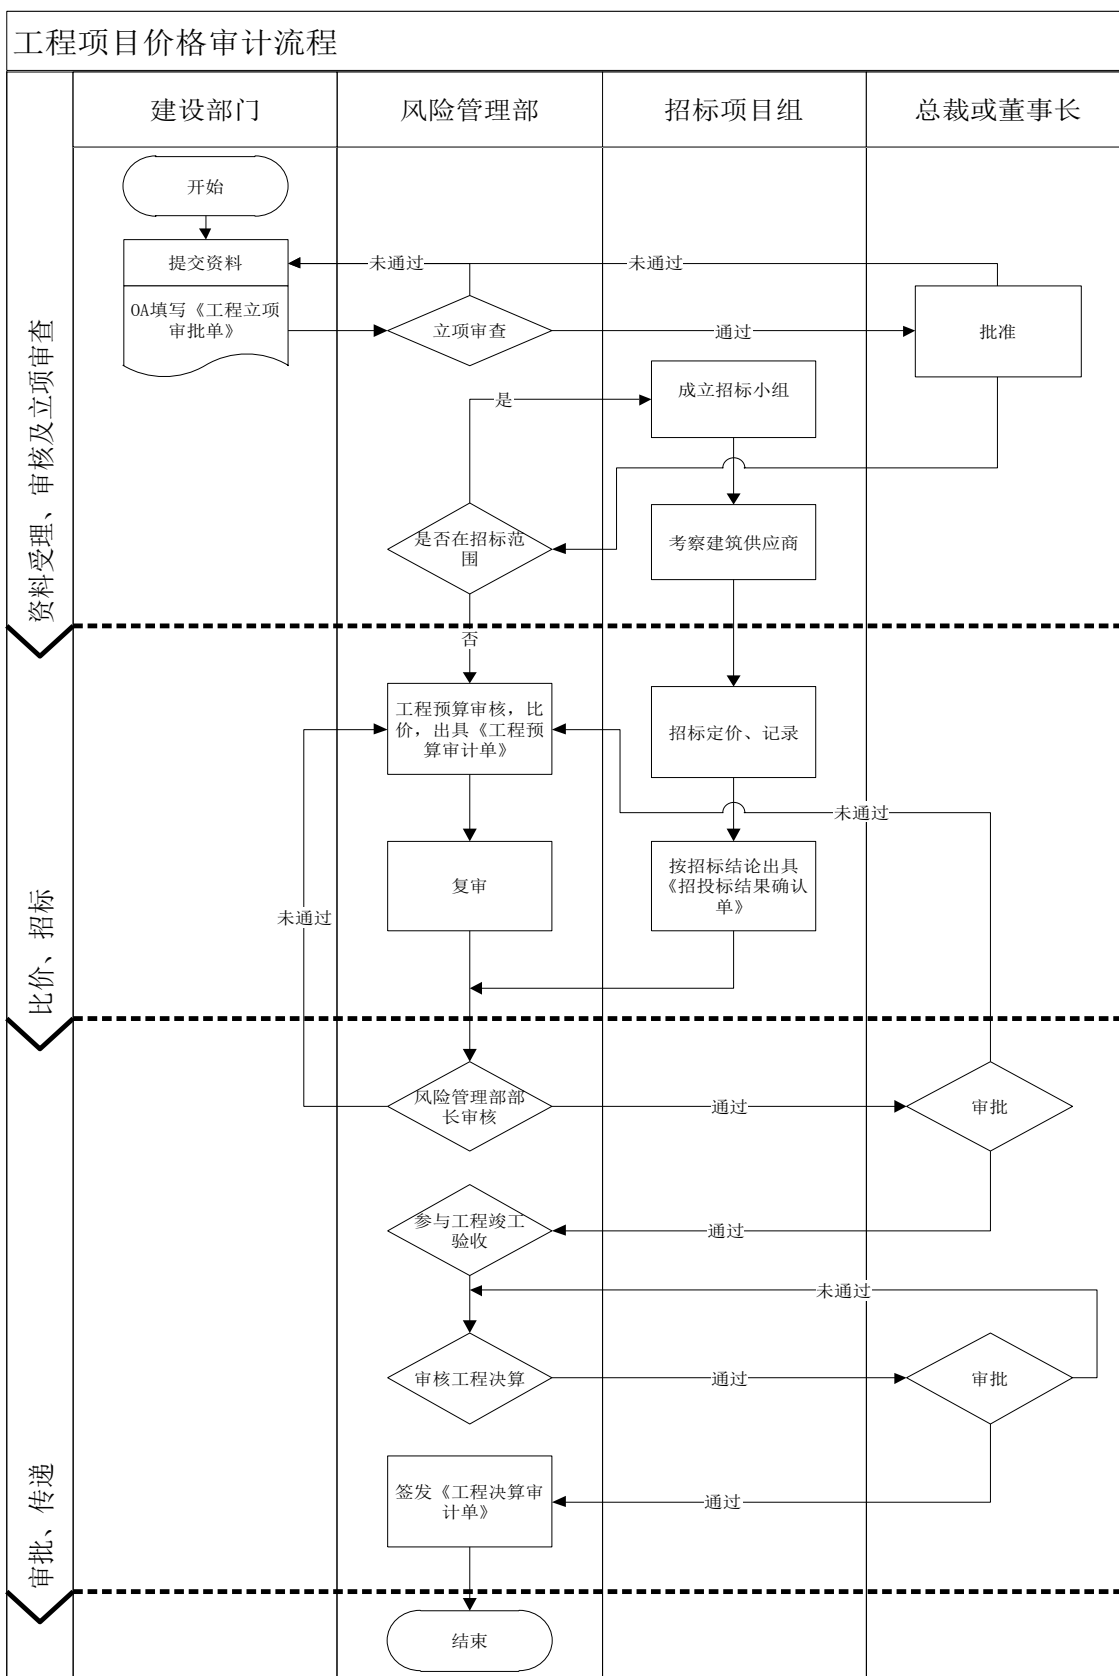 工程项目价格审计流程
建设部门
风险管理部
招标项目组
总裁或董事长
资料受理、审核及立项审查
开始
提交资料
未通过
未通过
OA填写《工程立项
审批单》
立项审查
通过
批准
是
成立招标小组
是否在招标范
围
考察建筑供应商
否
比价、招标
工程预算审核，比
价，出具《工程预
算审计单》
招标定价、记录
未通过
复审
按招标结论出具
《招投标结果确认
单》
未通过
审批、传递
风险管理部部
长审核
通过
审批
参与工程竣工
验收
通过
未通过
审核工程决算
通过
审批
签发《工程决算审
计单》
通过
结束